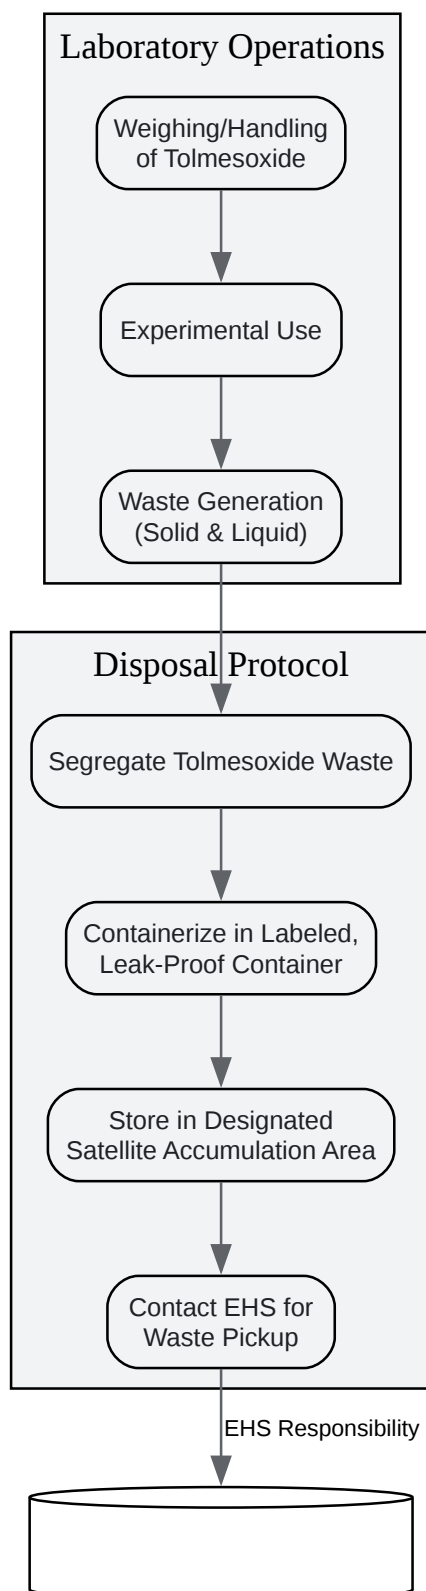 Laboratory Operations
Weighing/Handling
of Tolmesoxide
Experimental Use
Waste Generation
(Solid & Liquid)
Disposal Protocol
Segregate Tolmesoxide Waste
Containerize in Labeled,
Leak-Proof Container
Store in Designated
Satellite Accumulation Area
Contact EHS for
Waste Pickup
EHS Responsibility